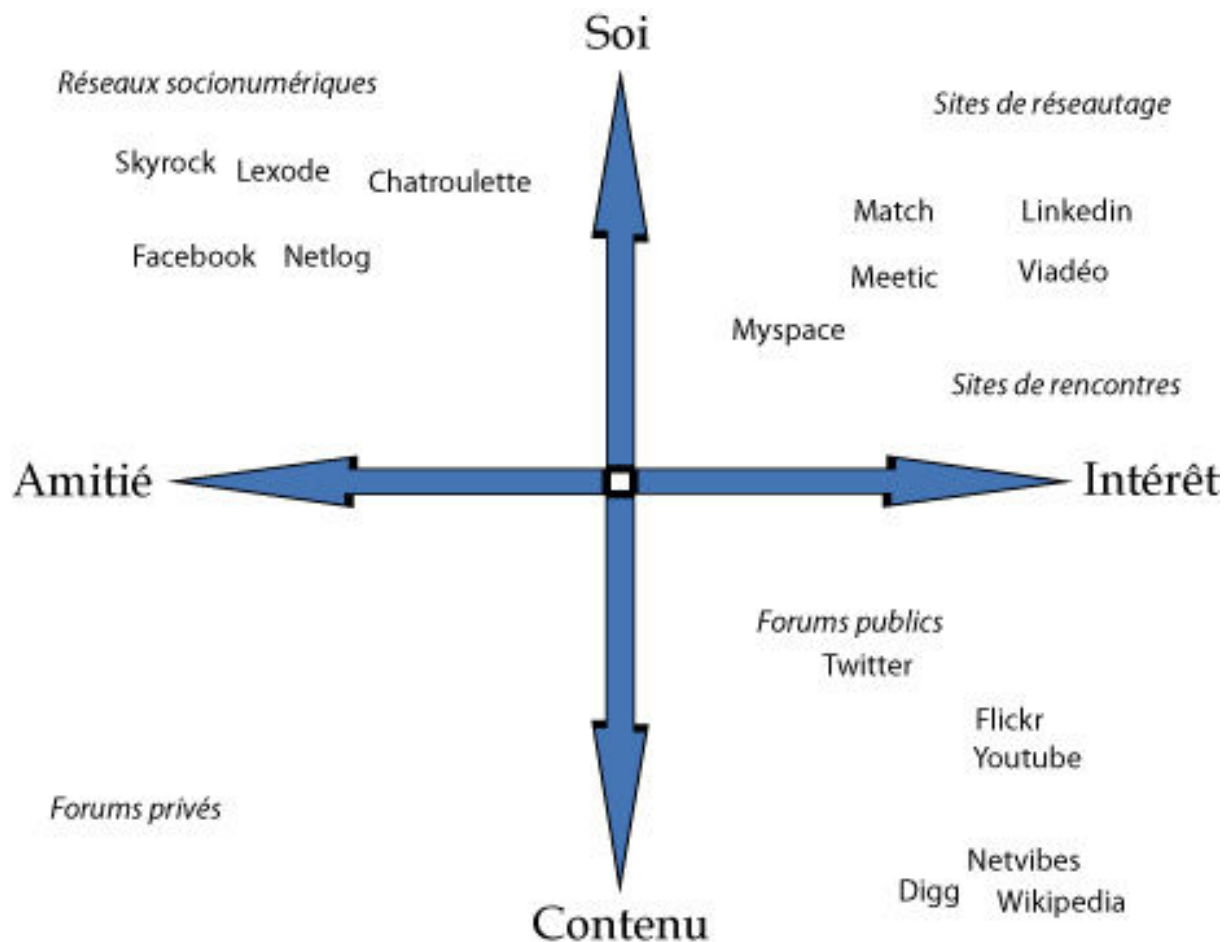 Soi
Réseaux socionumériques
Sites de réseautage
Skyrock Lexode Chatroulette
Match Linkedin
Facebook Netlog
Meetic Viadéo
Myspace
Sites de rencontres
Amitié Intérêt
Forums publics
Twitter
Flickr
Youtube
Forums privés
Netvibes
Digg Wikipedia
Contenu